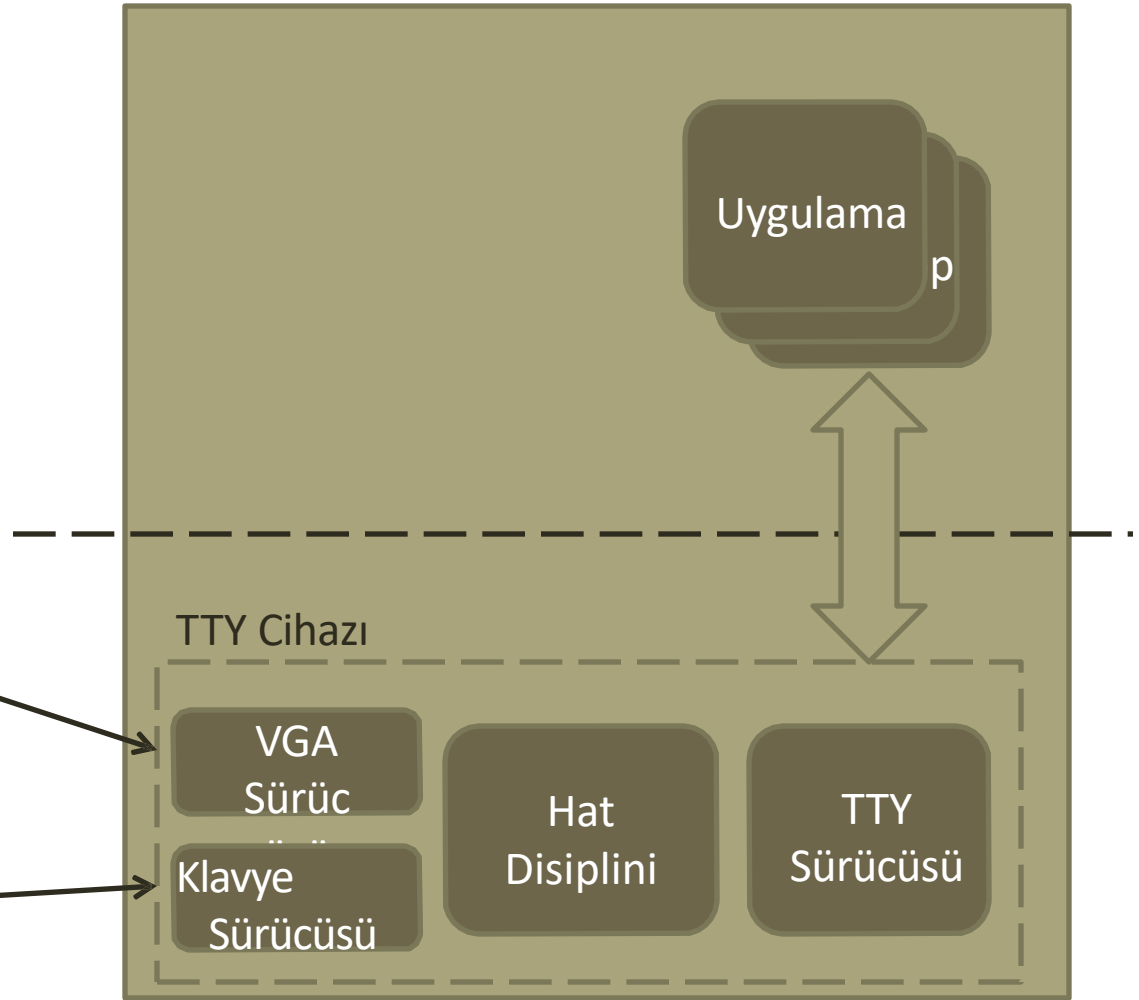 Uygulama
p
TTY Cihazı
VGA
Sürüc
Klavye
Sürücüsü
Hat
Disiplini
TTY
Sürücüsü